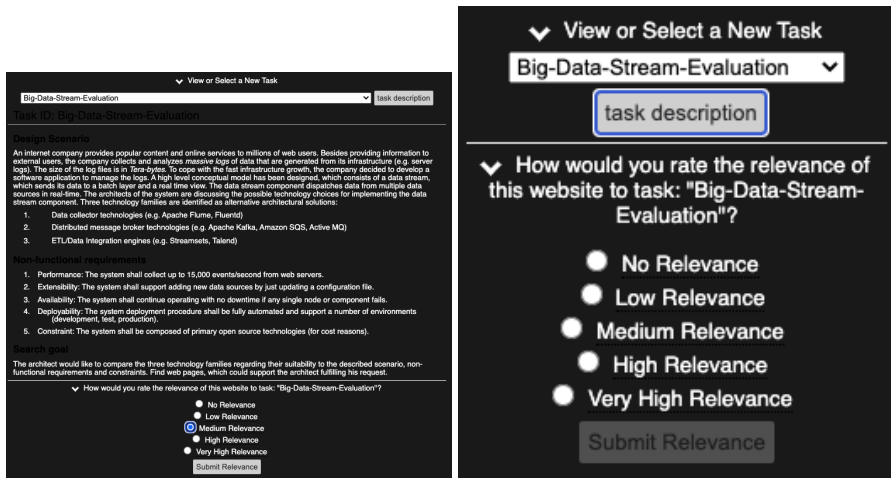 View or Select a New Task
Big-Data-Stream-Evaluation
task description
Task ID: Big-Data-Stream-Evaluation
Design Scenario
An internet company provides popular content and online services to millions of web users. Besides providing information to
external users, the company collects and analyzes massive logs of data that are generated from its infrastructure (e.g. server
logs). The size of the log files is in Tera-bytes. To cope with the fast infrastructure growth, the company decided to develop a
software application to manage the logs. A high level conceptual model has been designed, which consists of a data stream,
which sends its data to a batch layer and a real time view. The data stream component dispatches data from multiple data
sources in real-time. The architects of the system are discussing the possible technology choices for implementing the data
stream component. Three technology families are identified as alternative architectural solutions:
1. Data collector technologies (e.g. Apache Flume, Fluentd)
2. Distributed message broker technologies (e.g. Apache Kafka, Amazon SQS, Active MQ)
3. ETL/Data Integration engines (e.g. Streamsets, Talend)
Non-functional requirements
1. Performance: The system shall collect up to 15,000 events/second from web servers.
2. Extensibility: The system shall support adding new data sources by just updating a configuration file.
3. Availability: The system shall continue operating with no downtime if any single node or component fails.
4. Deployability: The system deployment procedure shall be fully automated and support a number of environments
(development, test, production).
5. Constraint: The system shall be composed of primary open source technologies (for cost reasons).
Search goal
The architect would like to compare the three technology families regarding their suitability to the described scenario, non-
functional requirements and constraints. Find web pages, which could support the architect fulfilling his request.
How would you rate the relevance of this website to task: "Big-Data-Stream-Evaluation"?
No Relevance
Low Relevance
Medium Relevance
High Relevance
Very High Relevance
Submit Relevance
View or Select a New Task
Big-Data-Stream-Evaluation
task description
How would you rate the relevance of
this website to task: "Big-Data-Stream-
Evaluation"?
No Relevance
Low Relevance
Medium Relevance
High Relevance
Very High Relevance
Submit Relevance